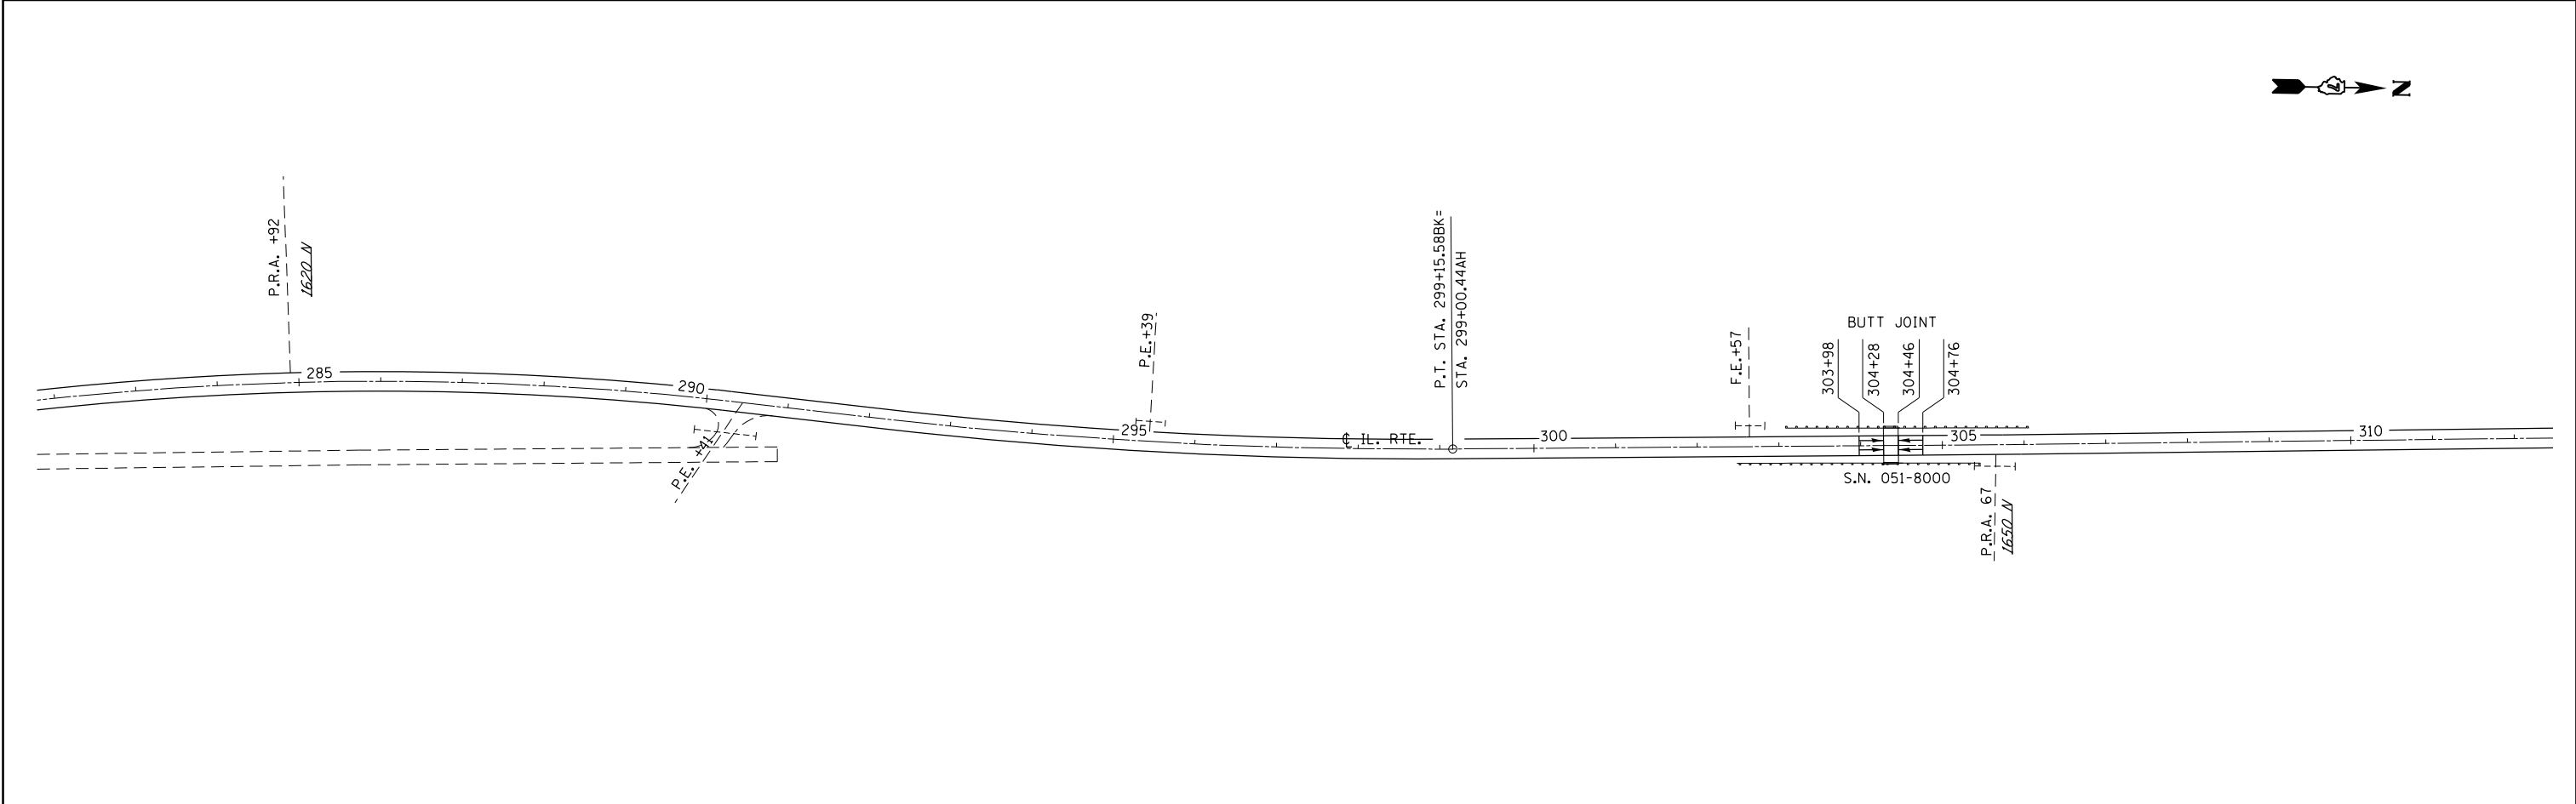 N
P.R.A. +92
1620 N
285
290
P.E. +41
P.E.+39
295
℄ IL. RTE.
P.T. STA. 299+15.58BK=
STA. 299+00.44AH
300
F.E.+57
BUTT JOINT
303+98
304+28
304+46
304+76
305
S.N. 051-8000
P.R.A. 67
1650 N
310
7